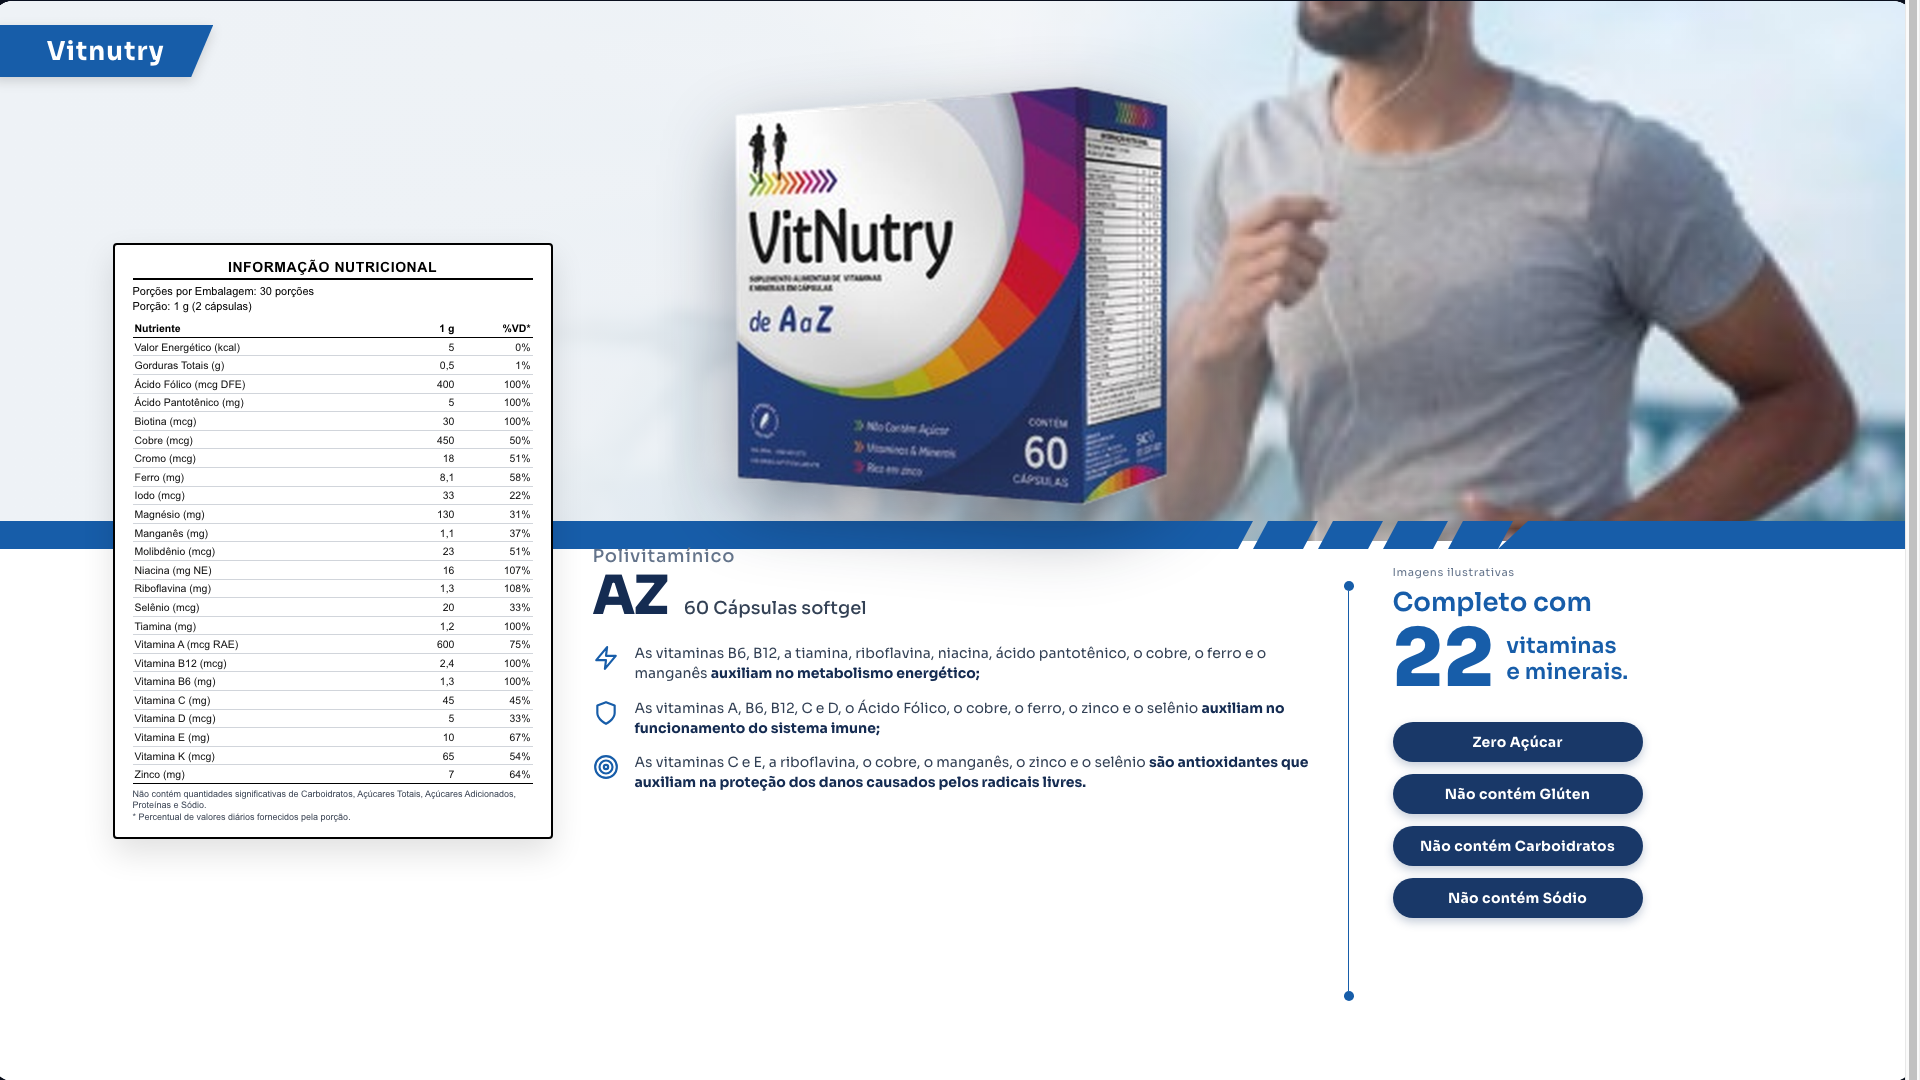 Vitnutry
VitNutry
SUPLEMENTO ALIMENTAR DE VITAMINAS
E MINERAIS EM CÁPSULAS
de A a Z
Não Contém Açúcar
Vitaminas & Minerais
Rico em zinco
CONTÉM
60
CÁPSULAS
INFORMAÇÃO NUTRICIONAL
Porções por Embalagem: 30 porções
Porção: 1 g (2 cápsulas)
Nutriente 1 g %VD*
Valor Energético (kcal) 5 0%
Gorduras Totais (g) 0,5 1%
Ácido Fólico (mcg DFE) 400 100%
Ácido Pantotênico (mg) 5 100%
Biotina (mcg) 30 100%
Cobre (mcg) 450 50%
Cromo (mcg) 18 51%
Ferro (mg) 8,1 58%
Iodo (mcg) 33 22%
Magnésio (mg) 130 31%
Manganês (mg) 1,1 37%
Molibdênio (mcg) 23 51%
Niacina (mg NE) 16 107%
Riboflavina (mg) 1,3 108%
Selênio (mcg) 20 33%
Tiamina (mg) 1,2 100%
Vitamina A (mcg RAE) 600 75%
Vitamina B12 (mcg) 2,4 100%
Vitamina B6 (mg) 1,3 100%
Vitamina C (mg) 45 45%
Vitamina D (mcg) 5 33%
Vitamina E (mg) 10 67%
Vitamina K (mcg) 65 54%
Zinco (mg) 7 64%
Não contém quantidades significativas de Carboidratos, Açúcares Totais, Açúcares Adicionados,
Proteínas e Sódio.
* Percentual de valores diários fornecidos pela porção.
Polivitamínico
AZ 60 Cápsulas softgel
As vitaminas B6, B12, a tiamina, riboflavina, niacina, ácido pantotênico, o cobre, o ferro e o
manganês auxiliam no metabolismo energético;
As vitaminas A, B6, B12, C e D, o Ácido Fólico, o cobre, o ferro, o zinco e o selênio auxiliam no
funcionamento do sistema imune;
As vitaminas C e E, a riboflavina, o cobre, o manganês, o zinco e o selênio são antioxidantes que
auxiliam na proteção dos danos causados pelos radicais livres.
Imagens ilustrativas
Completo com
22 vitaminas
e minerais.
Zero Açúcar
Não contém Glúten
Não contém Carboidratos
Não contém Sódio